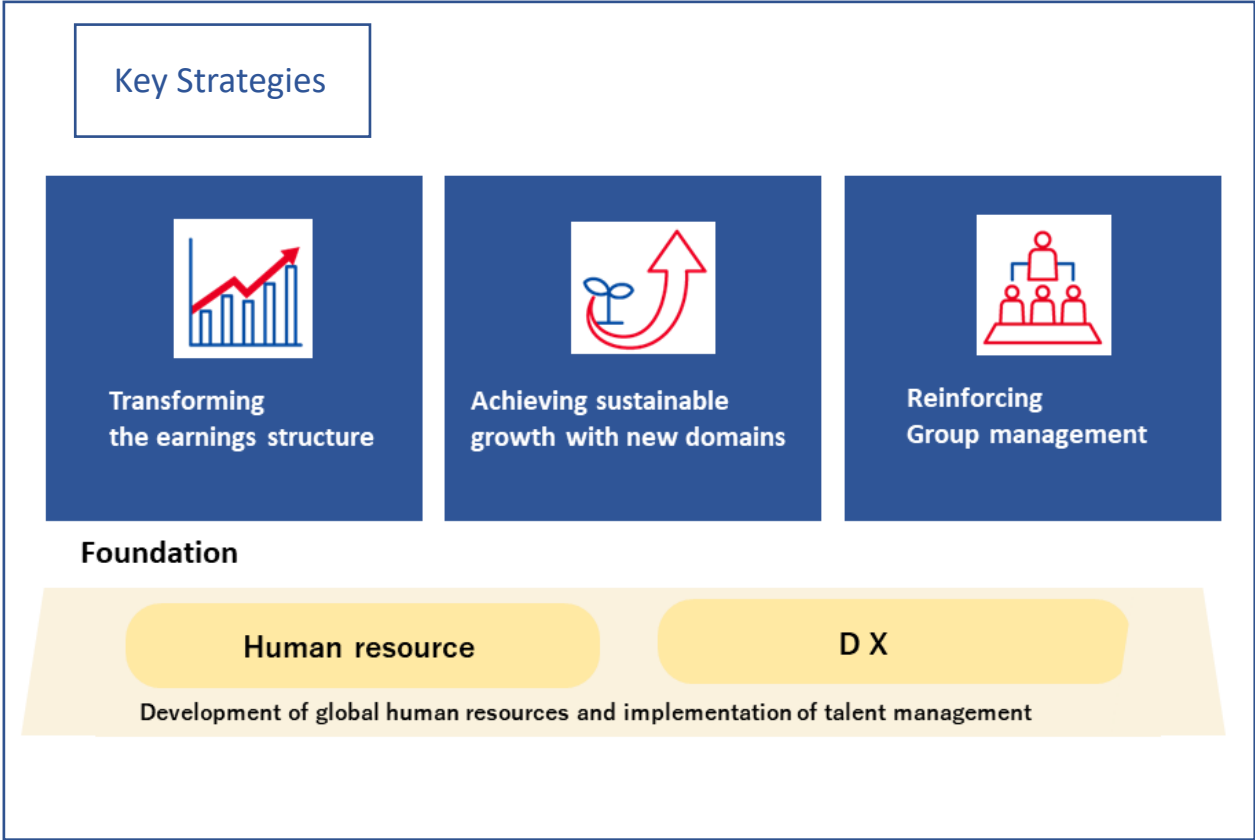 Key Strategies
Transforming
the earnings structure
Achieving sustainable
growth with new domains
Reinforcing
Group management
Foundation
Human resource
D X
Development of global human resources and implementation of talent management